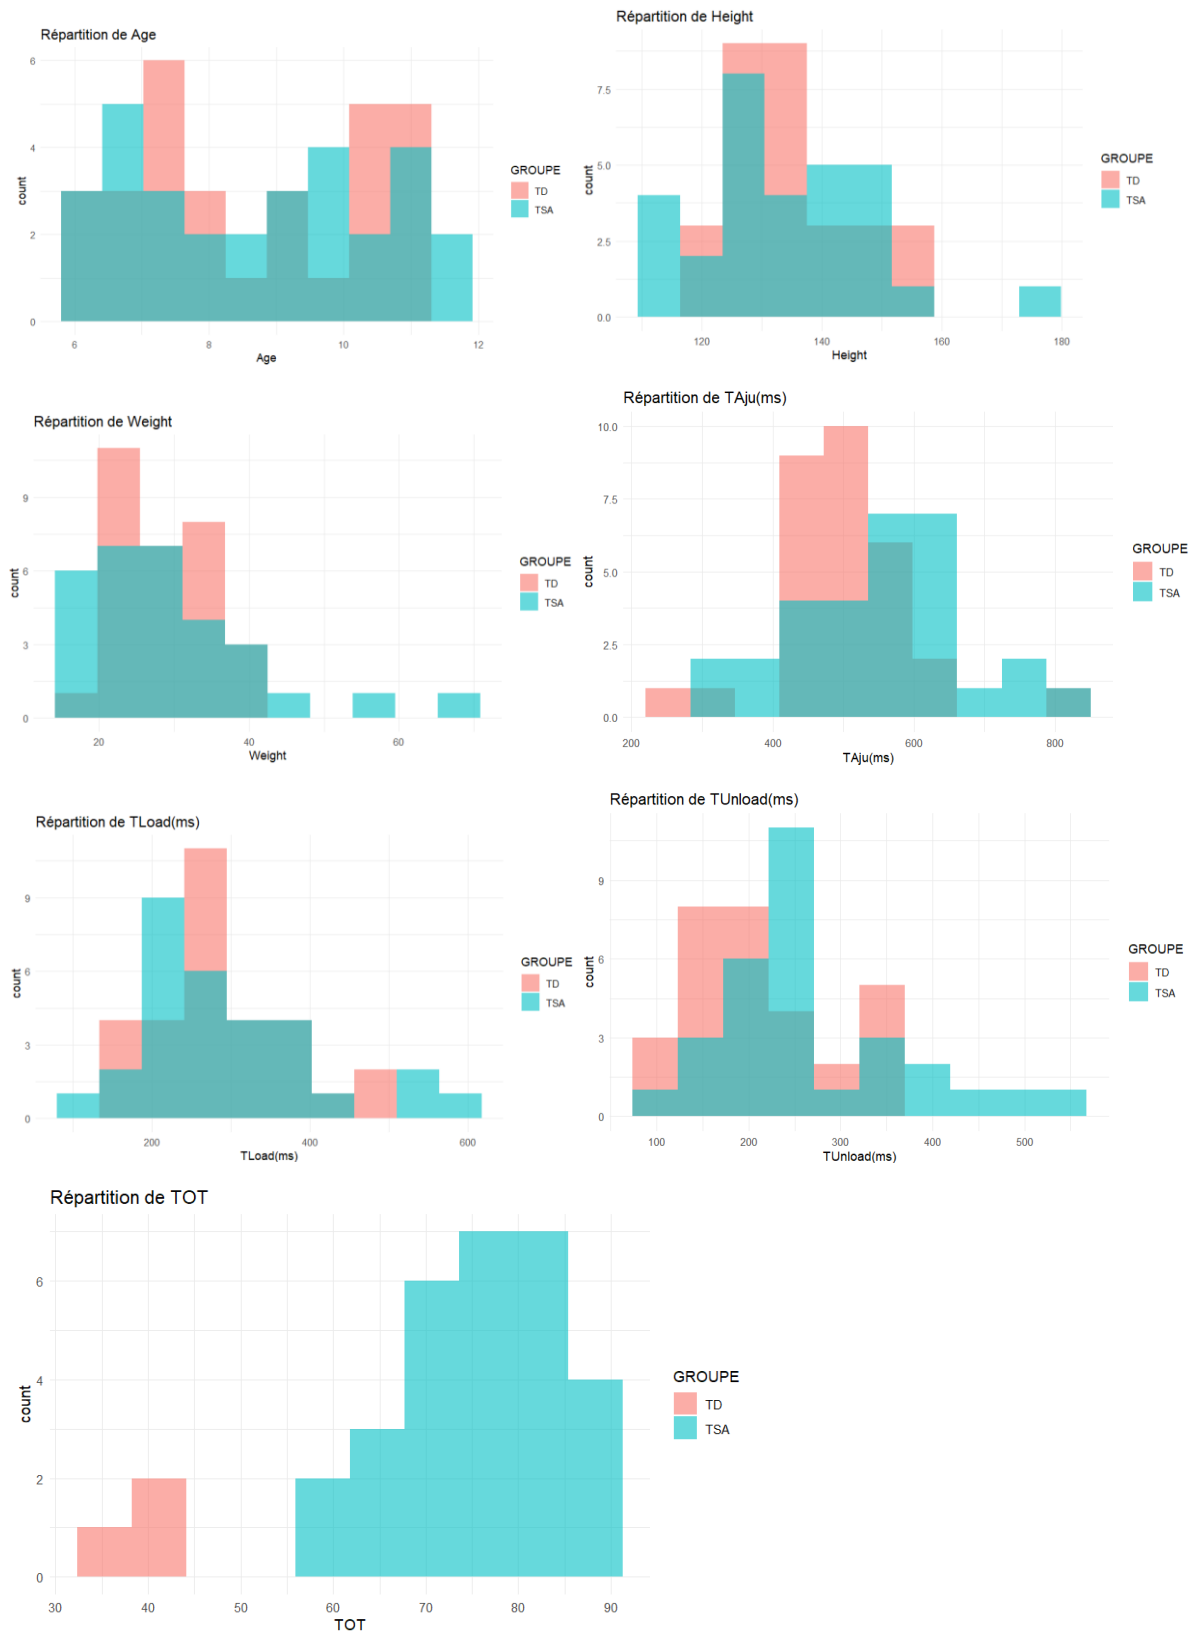 Répartition de Age
6
4
2
0
count
6 8 10 12
Age
GROUPE
TD
TSA
Répartition de Height
7.5
5.0
2.5
0.0
count
120 140 160 180
Height
GROUPE
TD
TSA
Répartition de Weight
9
6
3
0
count
20 40 60
Weight
GROUPE
TD
TSA
Répartition de TAju(ms)
10.0
7.5
5.0
2.5
0.0
count
200 400 600 800
TAju(ms)
GROUPE
TD
TSA
Répartition de TLoad(ms)
9
6
3
0
count
200 400 600
TLoad(ms)
GROUPE
TD
TSA
Répartition de TUnload(ms)
9
6
3
0
count
100 200 300 400 500
TUnload(ms)
GROUPE
TD
TSA
Répartition de TOT
6
4
2
0
count
30 40 50 60 70 80 90
TOT
GROUPE
TD
TSA